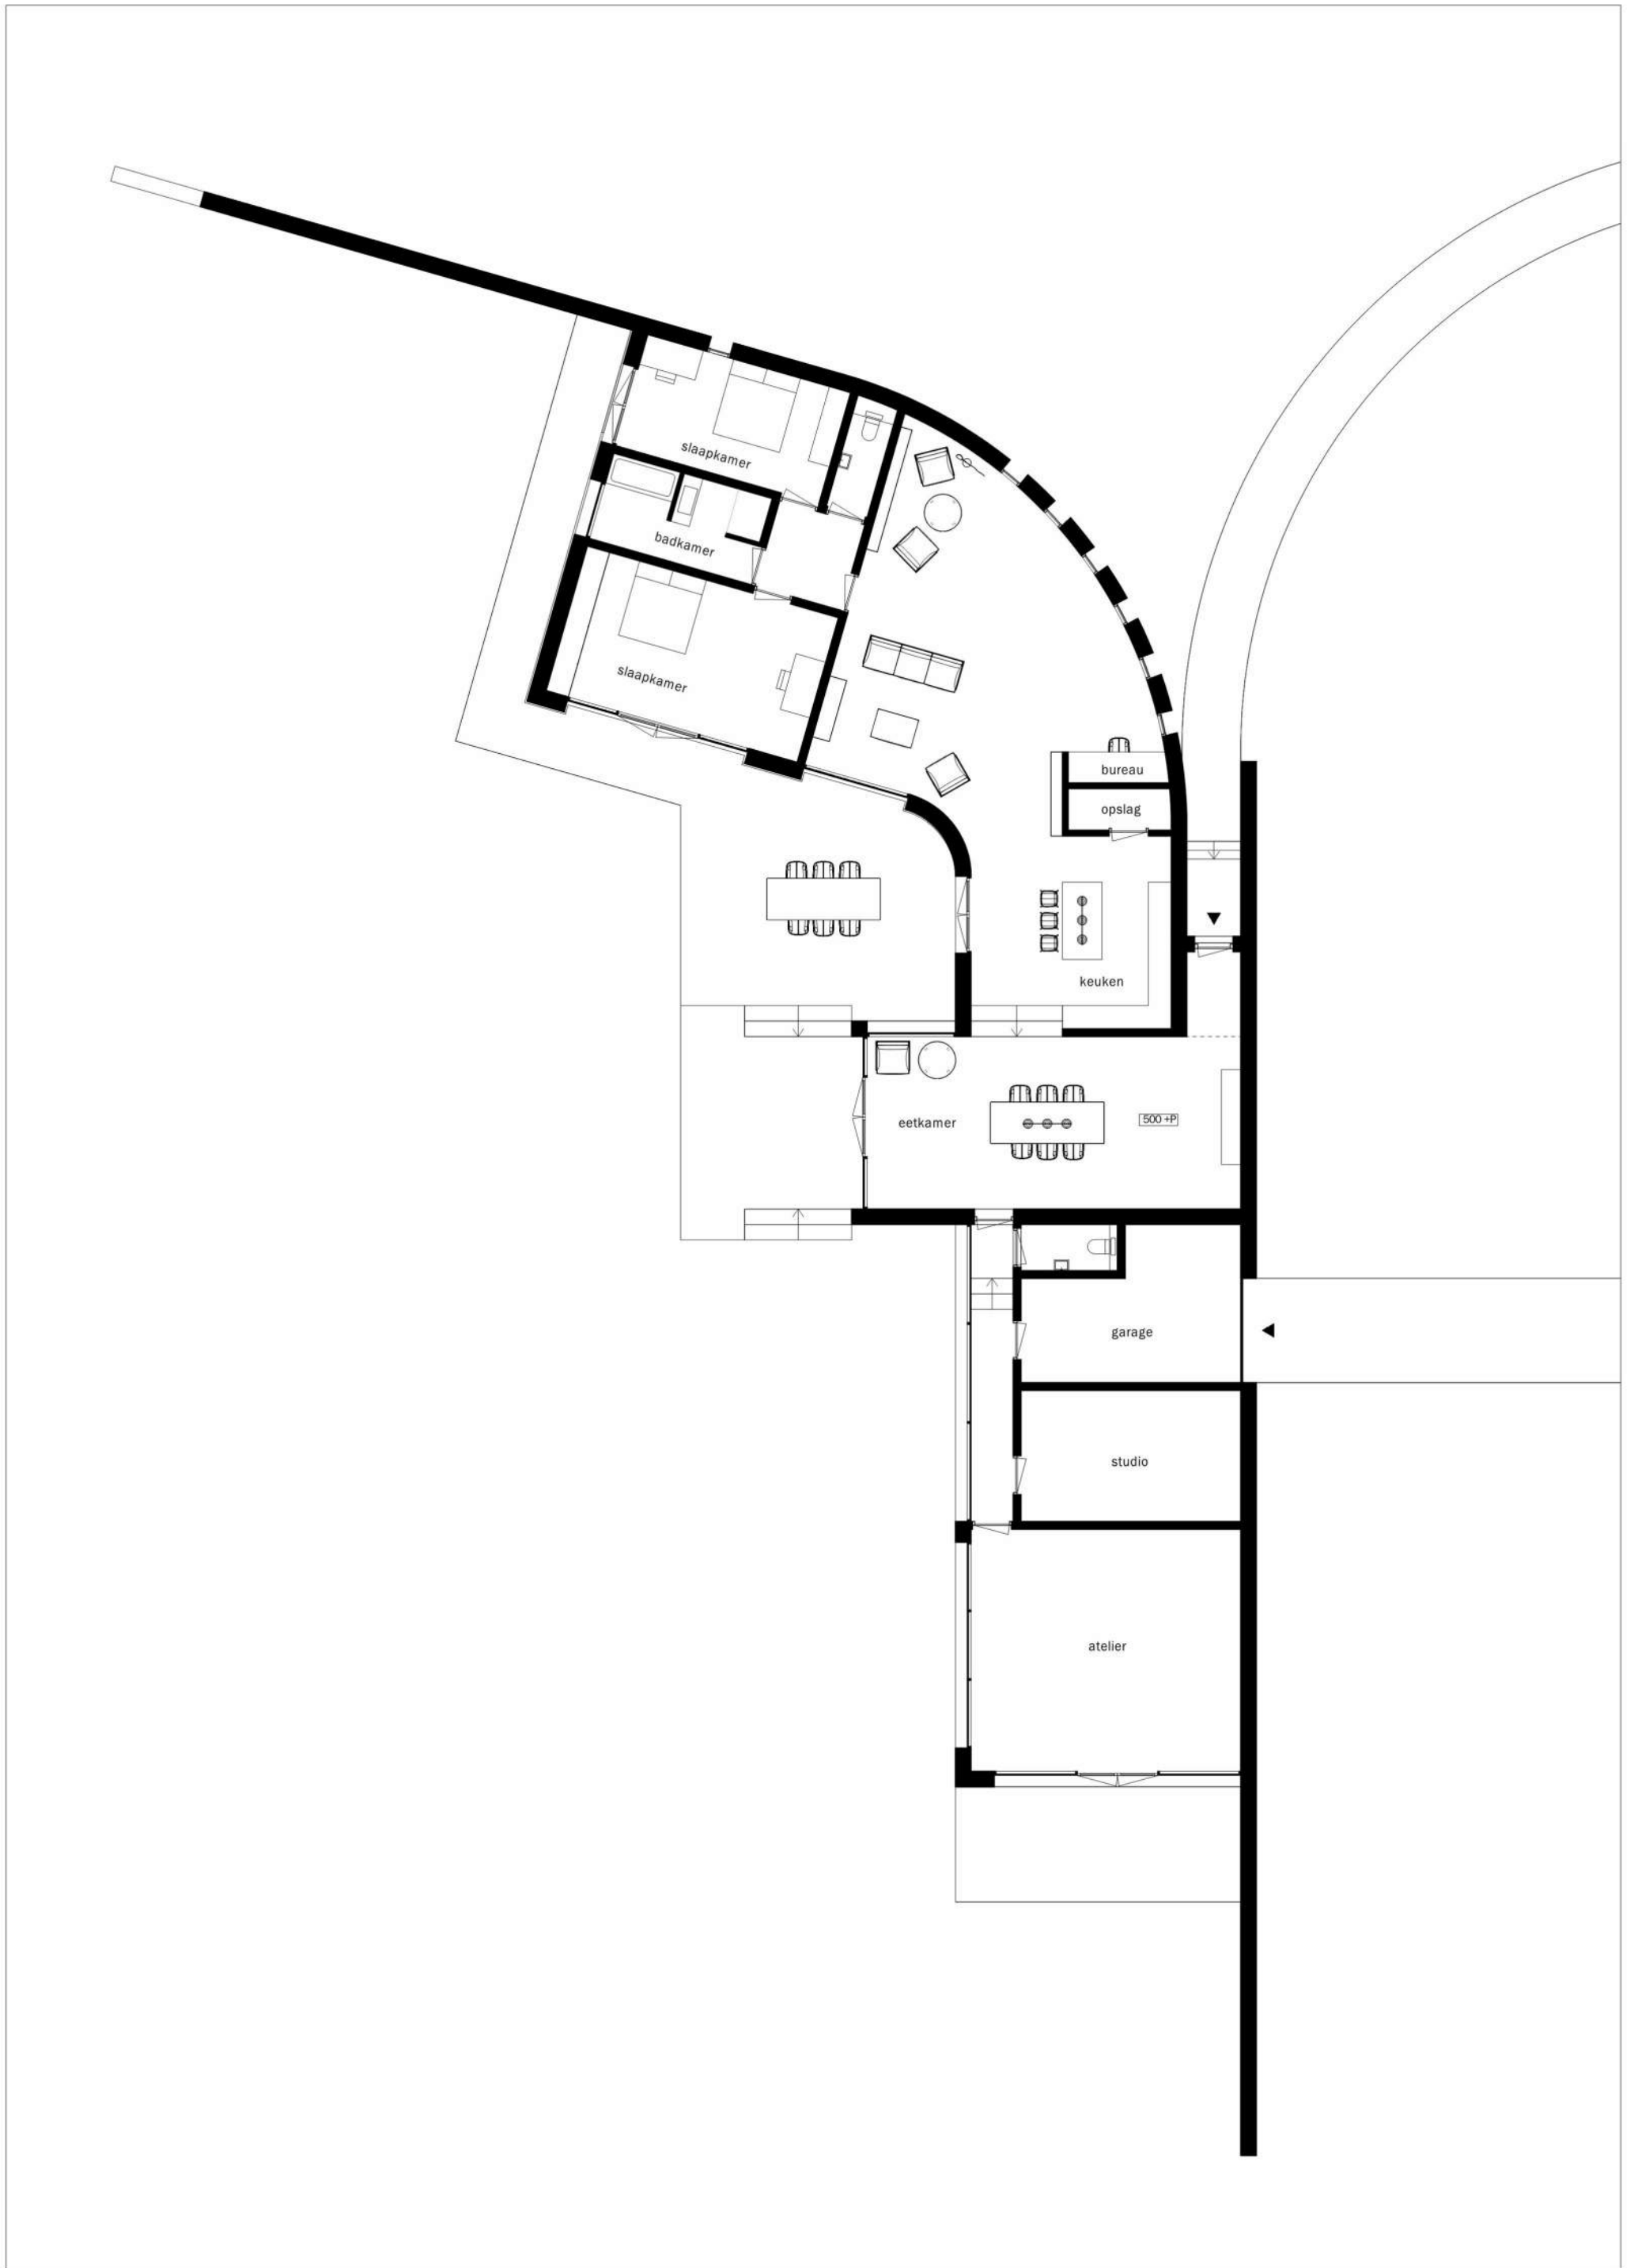 slaapkamer
badkamer
slaapkamer
bureau
opslag
keuken
eetkamer
500 +P
garage
studio
atelier